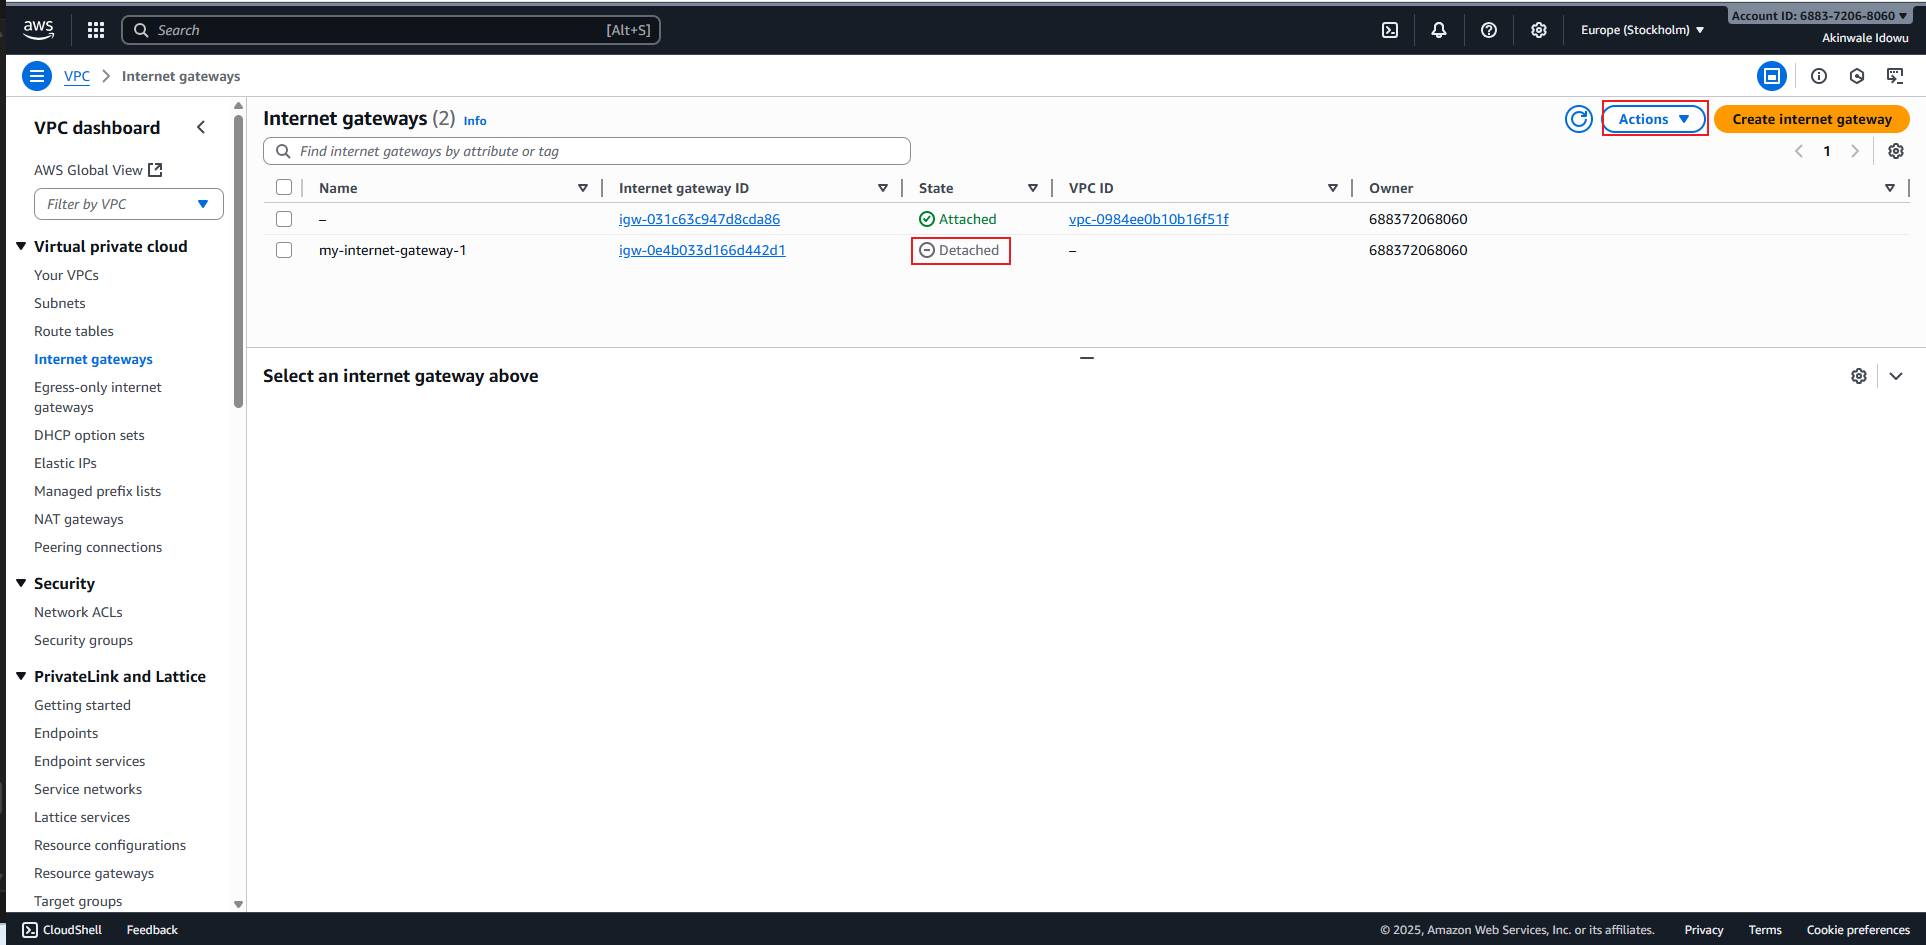 aws
Search [Alt+S]
Europe (Stockholm)
Account ID: 6883-7206-8060
Akinwale Idowu
VPC Internet gateways
VPC dashboard
AWS Global View
Filter by VPC
Virtual private cloud
Your VPCs
Subnets
Route tables
Internet gateways
Egress-only internet
gateways
DHCP option sets
Elastic IPs
Managed prefix lists
NAT gateways
Peering connections
Security
Network ACLs
Security groups
PrivateLink and Lattice
Getting started
Endpoints
Endpoint services
Service networks
Lattice services
Resource configurations
Resource gateways
Target groups
Internet gateways (2) Info
Actions
Create internet gateway
Find internet gateways by attribute or tag
1
Name Internet gateway ID State VPC ID Owner
– igw-031c63c947d8cda86 Attached vpc-0984ee0b10b16f51f 688372068060
my-internet-gateway-1 igw-0e4b033d166d442d1 Detached – 688372068060
Select an internet gateway above
CloudShell Feedback © 2025, Amazon Web Services, Inc. or its affiliates. Privacy Terms Cookie preferences